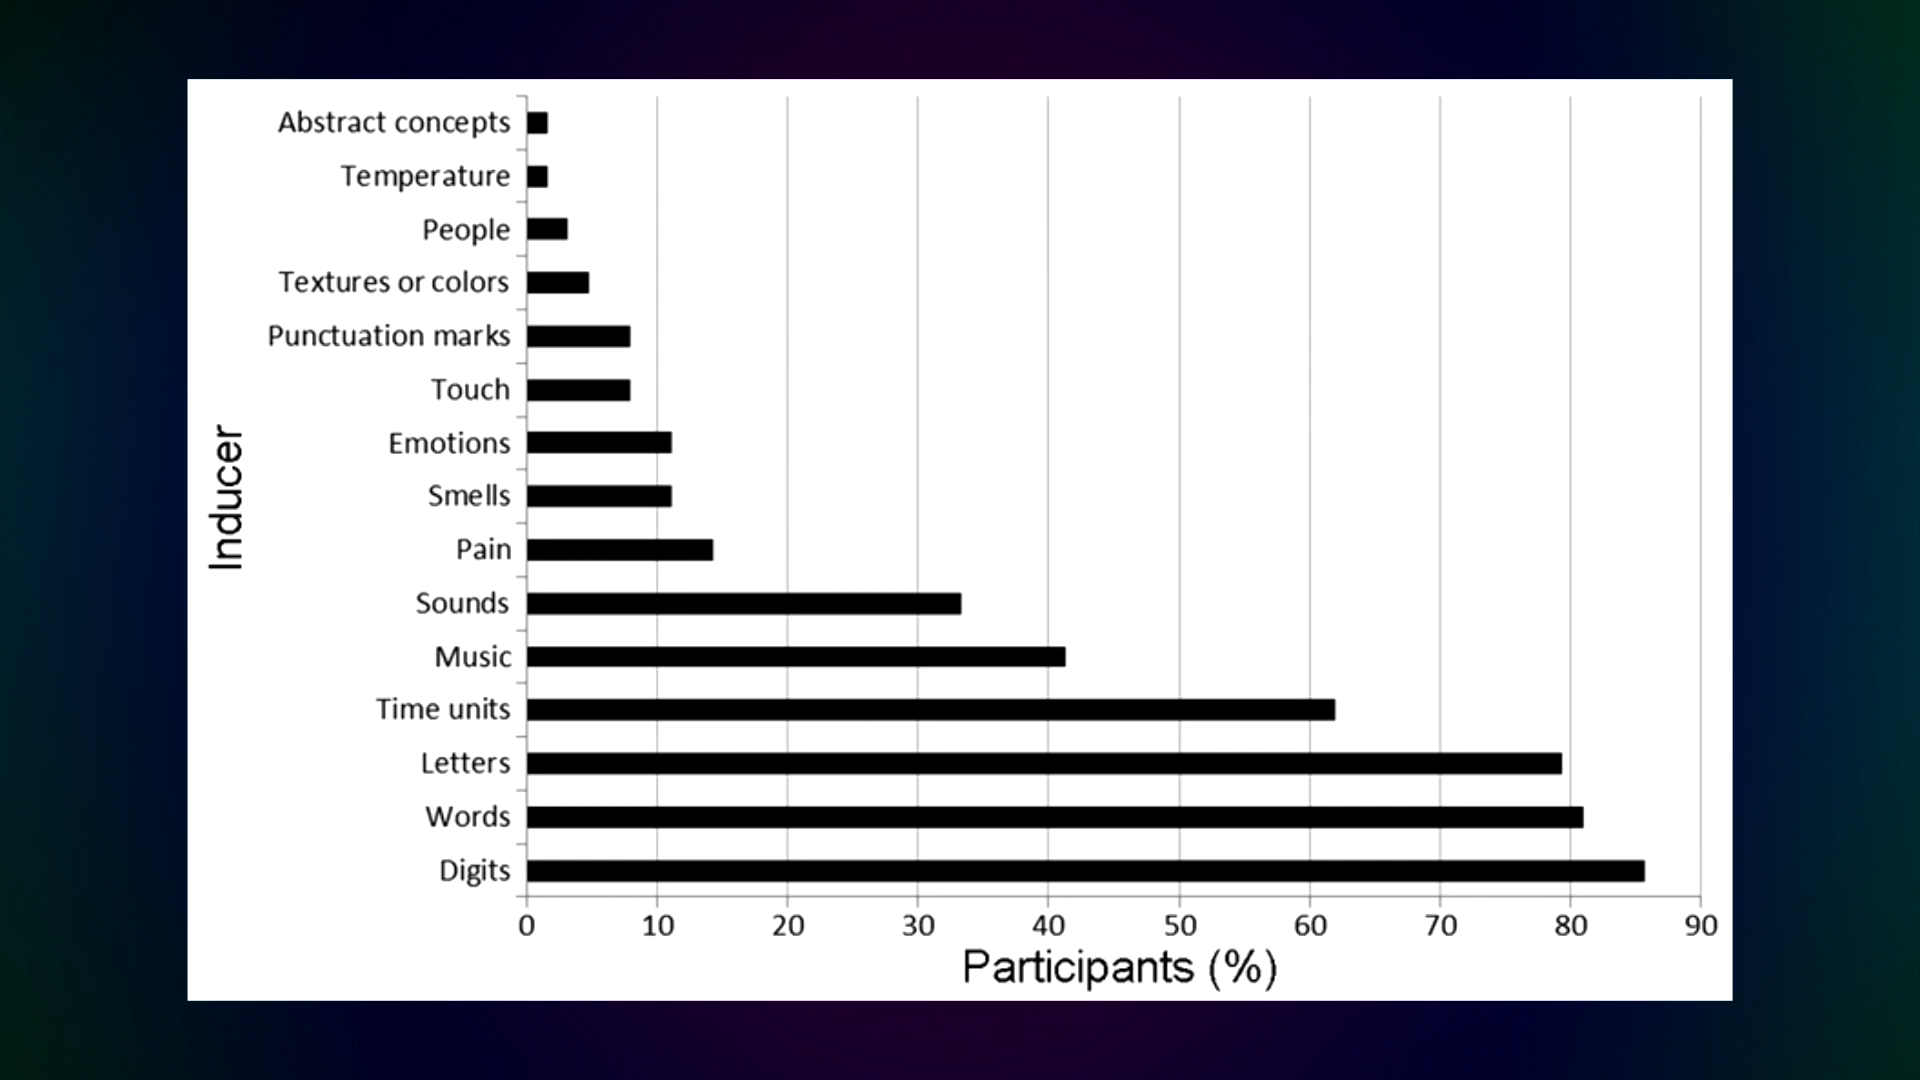 Abstract concepts
Temperature
People
Textures or colors
Punctuation marks
Touch
Emotions
Smells
Pain
Sounds
Music
Time units
Letters
Words
Digits
Inducer
0 10 20 30 40 50 60 70 80 90
Participants (%)